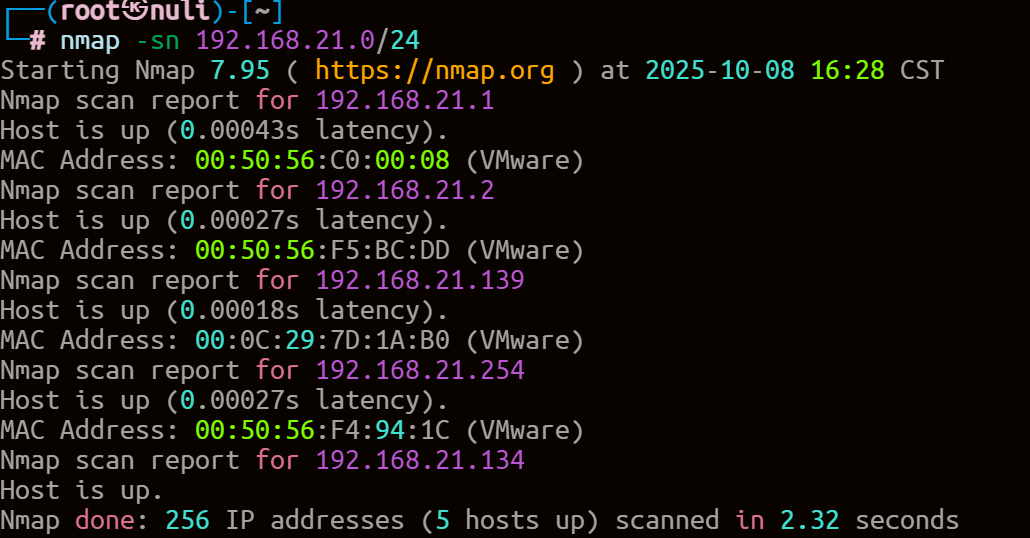 ┌──(root㉿nuli)-[~]
└─# nmap -sn 192.168.21.0/24
Starting Nmap 7.95 ( https://nmap.org ) at 2025-10-08 16:28 CST
Nmap scan report for 192.168.21.1
Host is up (0.00043s latency).
MAC Address: 00:50:56:C0:00:08 (VMware)
Nmap scan report for 192.168.21.2
Host is up (0.00027s latency).
MAC Address: 00:50:56:F5:BC:DD (VMware)
Nmap scan report for 192.168.21.139
Host is up (0.00018s latency).
MAC Address: 00:0C:29:7D:1A:B0 (VMware)
Nmap scan report for 192.168.21.254
Host is up (0.00027s latency).
MAC Address: 00:50:56:F4:94:1C (VMware)
Nmap scan report for 192.168.21.134
Host is up.
Nmap done: 256 IP addresses (5 hosts up) scanned in 2.32 seconds